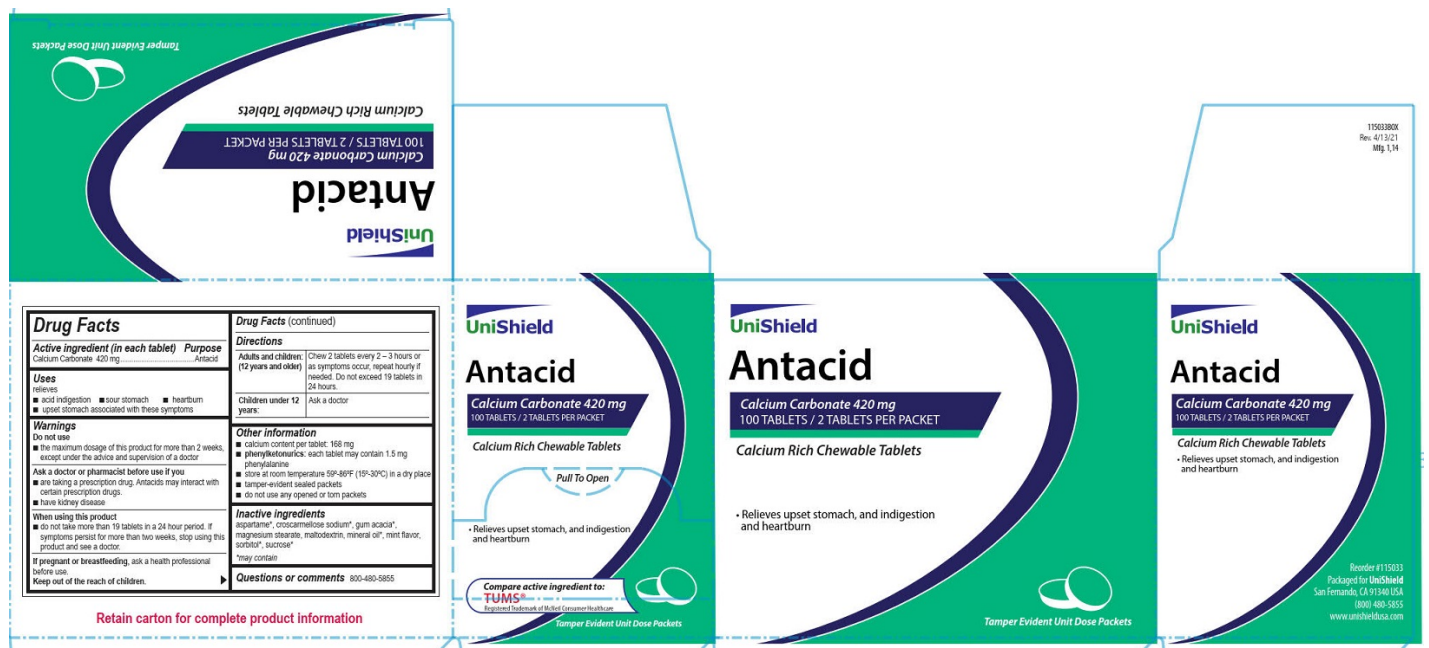 Tamper Evident Unit Dose Packets
Calcium Rich Chewable Tablets
100 TABLETS / 2 TABLETS PER PACKET
Calcium Carbonate 420 mg
Antacid
UniShield
11503380X
Rev. 4/13/21
Mfg. 1,14
Drug Facts
Active ingredient (in each tablet) Purpose
Calcium Carbonate 420 mg..................................Antacid
Uses
relieves
■ acid indigestion ■ sour stomach ■ heartburn
■ upset stomach associated with these symptoms
Warnings
Do not use
■ the maximum dosage of this product for more than 2 weeks,
except under the advice and supervision of a doctor
Ask a doctor or pharmacist before use if you
■ are taking a prescription drug. Antacids may interact with
certain prescription drugs.
■ have kidney disease
When using this product
■ do not take more than 19 tablets in a 24 hour period. If
symptoms persist for more than two weeks, stop using this
product and see a doctor.
If pregnant or breastfeeding, ask a health professional
before use.
Keep out of the reach of children.
Drug Facts (continued)
Directions
Adults and children:
(12 years and older)
Chew 2 tablets every 2 – 3 hours or
as symptoms occur, repeat hourly if
needed. Do not exceed 19 tablets in
24 hours.
Children under 12
years:
Ask a doctor
Other information
■ calcium content per tablet: 168 mg
■ phenylketonurics: each tablet may contain 1.5 mg
phenylalanine
■ store at room temperature 59º-86ºF (15º-30ºC) in a dry place
■ tamper-evident sealed packets
■ do not use any opened or torn packets
Inactive ingredients
aspartame*, croscarmellose sodium*, gum acacia*,
magnesium stearate, maltodextrin, mineral oil*, mint flavor,
sorbitol*, sucrose*
*may contain
Questions or comments 800-480-5855
Retain carton for complete product information
UniShield
Antacid
Calcium Carbonate 420 mg
100 TABLETS / 2 TABLETS PER PACKET
Calcium Rich Chewable Tablets
Pull To Open
• Relieves upset stomach, and indigestion
and heartburn
Compare active ingredient to:
TUMS®
Registered Trademark of McNeil Consumer Healthcare
Tamper Evident Unit Dose Packets
UniShield
Antacid
Calcium Carbonate 420 mg
100 TABLETS / 2 TABLETS PER PACKET
Calcium Rich Chewable Tablets
• Relieves upset stomach, and indigestion
and heartburn
Tamper Evident Unit Dose Packets
UniShield
Antacid
Calcium Carbonate 420 mg
100 TABLETS / 2 TABLETS PER PACKET
Calcium Rich Chewable Tablets
• Relieves upset stomach, and indigestion
and heartburn
Reorder #115033
Packaged for UniShield
San Fernando, CA 91340 USA
(800) 480-5855
www.unishieldusa.com